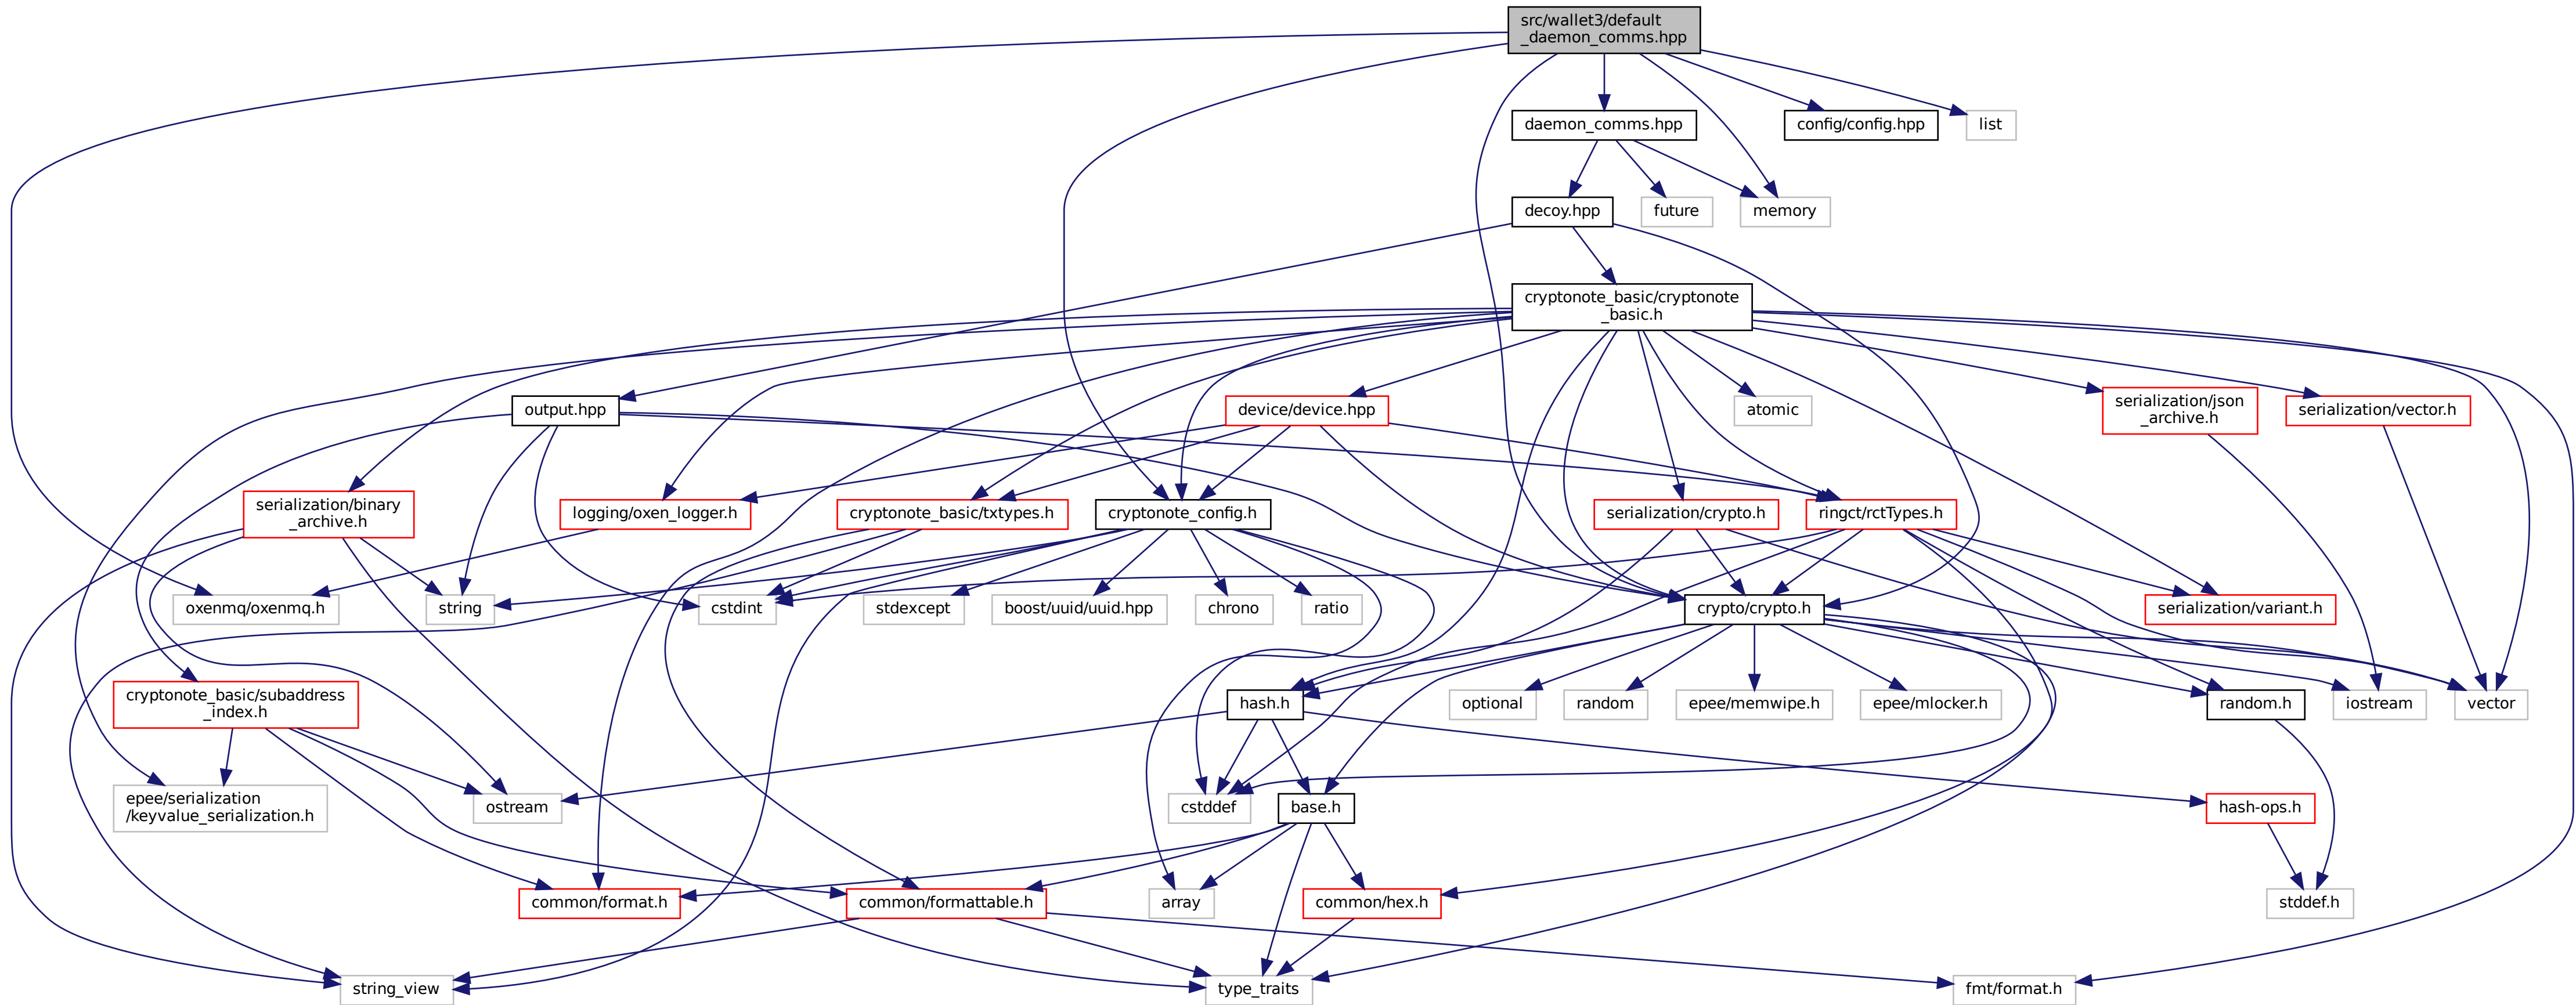 src/wallet3/default
_daemon_comms.hpp
daemon_comms.hpp
config/config.hpp
list
decoy.hpp
future
memory
cryptonote_basic/cryptonote
_basic.h
output.hpp
device/device.hpp
atomic
serialization/json
_archive.h
serialization/vector.h
serialization/binary
_archive.h
logging/oxen_logger.h
cryptonote_basic/txtypes.h
cryptonote_config.h
serialization/crypto.h
ringct/rctTypes.h
oxenmq/oxenmq.h
string
cstdint
stdexcept
boost/uuid/uuid.hpp
chrono
ratio
crypto/crypto.h
serialization/variant.h
cryptonote_basic/subaddress
_index.h
hash.h
optional
random
epee/memwipe.h
epee/mlocker.h
random.h
iostream
vector
epee/serialization
/keyvalue_serialization.h
ostream
cstddef
base.h
hash-ops.h
common/format.h
common/formattable.h
array
common/hex.h
stddef.h
string_view
type_traits
fmt/format.h